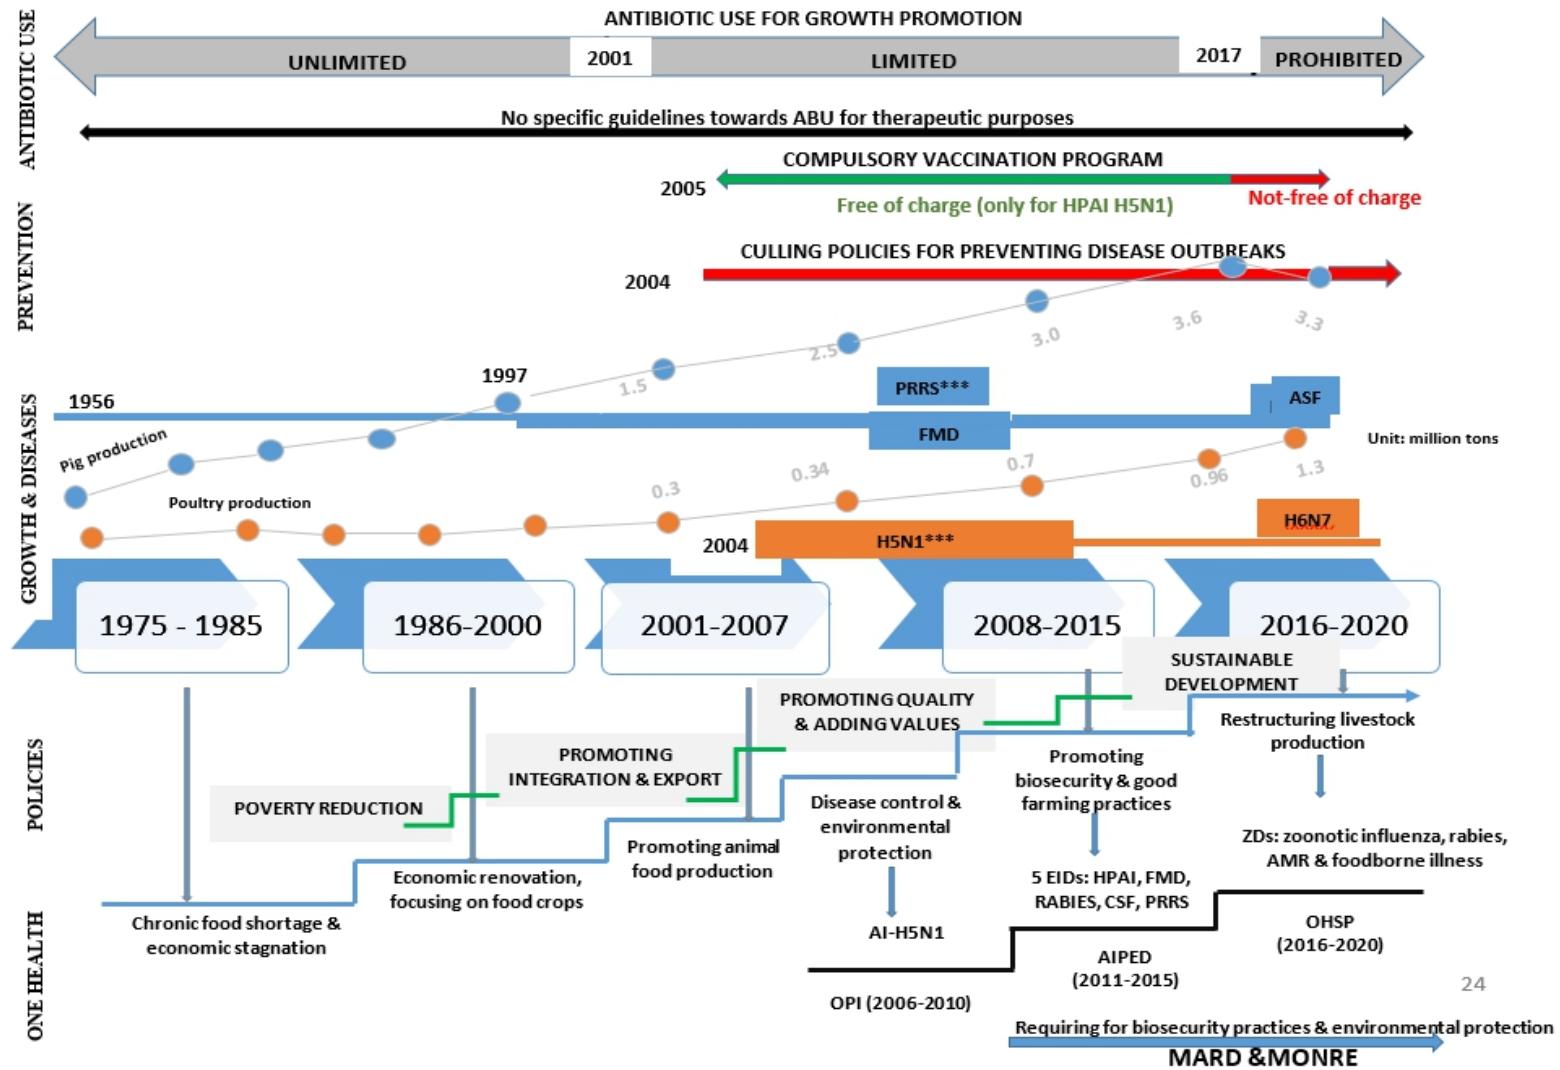 ANTIBIOTIC USE
ANTIBIOTIC USE FOR GROWTH PROMOTION
UNLIMITED
2001
LIMITED
2017
PROHIBITED
No specific guidelines towards ABU for therapeutic purposes
PREVENTION
COMPULSORY VACCINATION PROGRAM
2005
Free of charge (only for HPAI H5N1)
Not-free of charge
CULLING POLICIES FOR PREVENTING DISEASE OUTBREAKS
2004
GROWTH & DISEASES
1956
1997
1.5
2.5
3.0
3.6
3.3
PRRS***
FMD
ASF
Pig production
Unit: million tons
Poultry production
0.3
0.34
0.7
0.96
1.3
2004
H5N1***
H6N7
1975 - 1985
1986-2000
2001-2007
2008-2015
2016-2020
POLICIES
POVERTY REDUCTION
PROMOTING
INTEGRATION & EXPORT
PROMOTING QUALITY
& ADDING VALUES
SUSTAINABLE
DEVELOPMENT
Chronic food shortage &
economic stagnation
Economic renovation,
focusing on food crops
Promoting animal
food production
Disease control &
environmental
protection
Promoting
biosecurity & good
farming practices
Restructuring livestock
production
ONE HEALTH
AI-H5N1
5 EIDs: HPAI, FMD,
RABIES, CSF, PRRS
ZDs: zoonotic influenza, rabies,
AMR & foodborne illness
OPI (2006-2010)
AIPED
(2011-2015)
OHSP
(2016-2020)
24
Requiring for biosecurity practices & environmental protection
MARD &MONRE